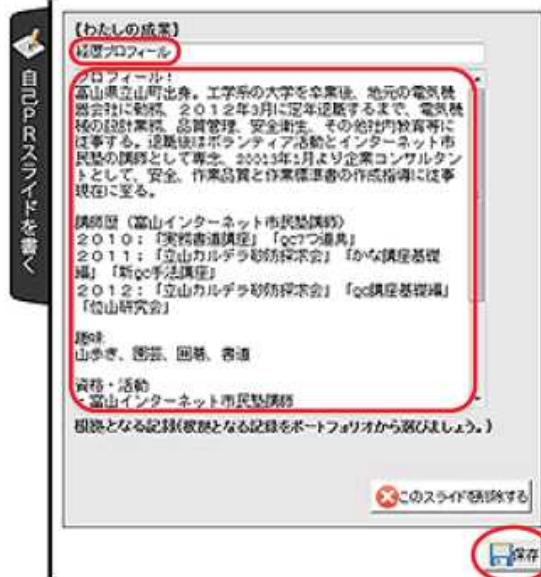 自己PRスライドを書く
【わたしの成業】
経歴プロフィール
プロフィール!
富山県立山町出身。工学系の大学を卒業後、地元の電気機
器会社に勤務、2012年3月に定年退職するまで、電気機
械の設計業務、品質管理、安全衛生、その他社内教育等に
従事する。退職後はボランティア活動とインターネット市
民塾の講師として専念、20013年1月より企業コンサルタン
トとして、安全、作業品質と作業標準書の作成指導に従事
現在に至る。
講師歴(富山インターネット市民塾講師)
2010:「実務書道講座」「qc7つ道具」
2011:「立山カルデラ砂防探求会」「かな講座基礎
編」「新qc手法講座」
2012:「立山カルデラ砂防探求会」「qc講座基礎編」
「位山研究会」
趣味
山歩き、園芸、囲碁、書道
資格・活動
・富山インターネット市民塾講師
根拠となる記録(根拠となる記録をポートフォリオから選びましょう。)
このスライドを削除する
保存